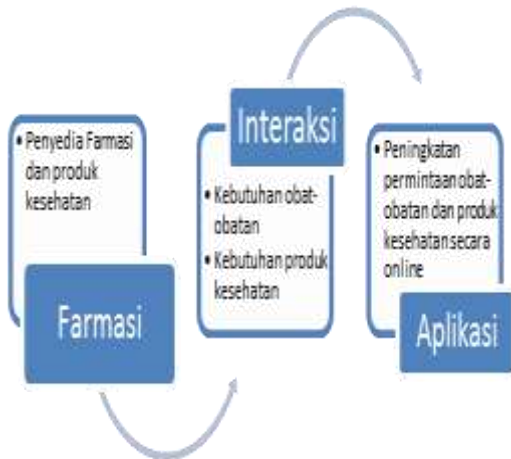 • Penyedia Farmasi
dan produk
kesehatan
Farmasi
Interaksi
• Kebutuhan obat-
obatan
• Kebutuhan produk
kesehatan
• Peningkatan
permintaan obat-
obatan dan produk
kesehatan secara
online
Aplikasi